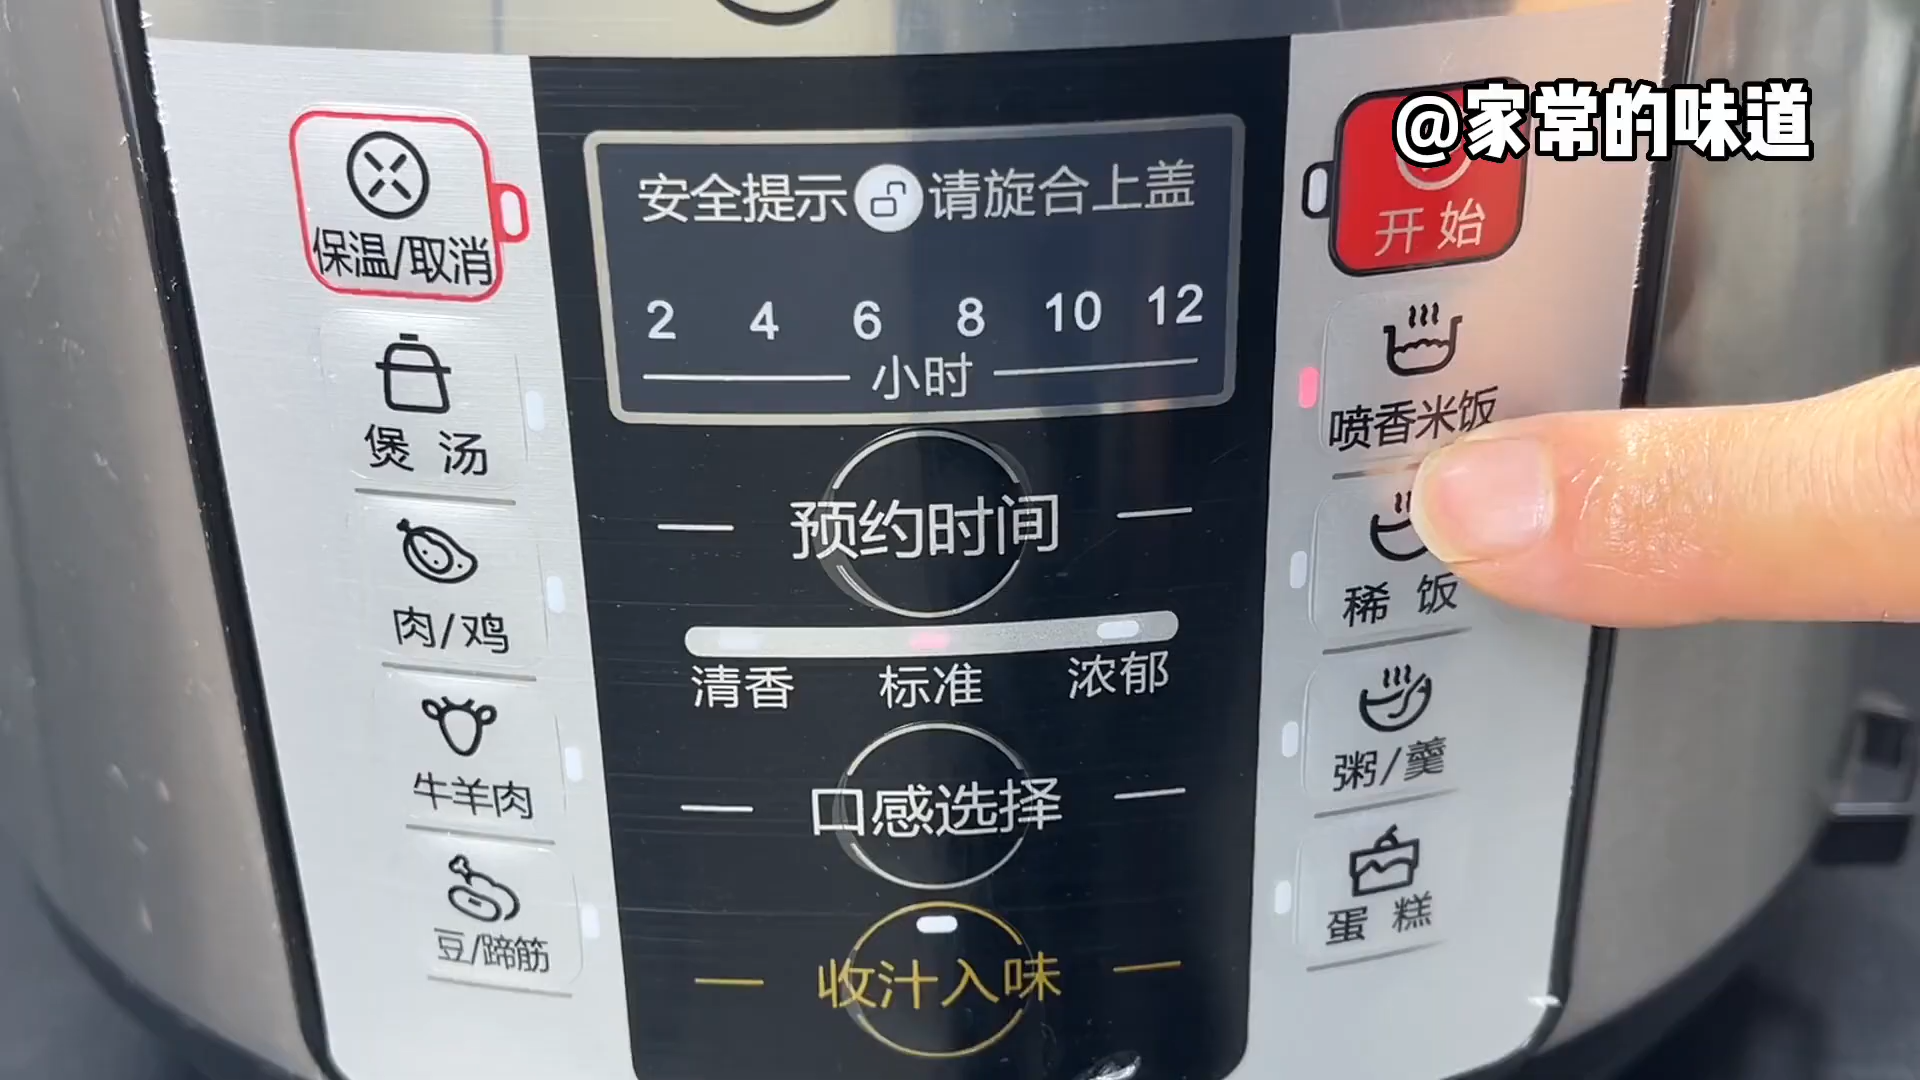 @家常的味道
保温/取消
煲 汤
肉/鸡
牛羊肉
豆/蹄筋
安全提示 请旋合上盖
2 4 6 8 10 12
小时
预约时间
清香 标准 浓郁
口感选择
收汁入味
开 始
喷香米饭
稀 饭
粥/羹
蛋 糕